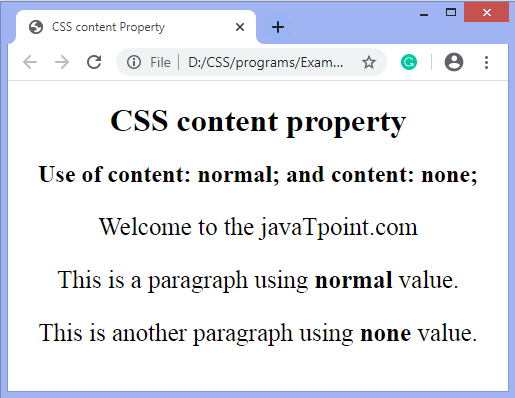 CSS content Property
File
D:/CSS/programs/Exam...
CSS content property
Use of content: normal; and content: none;
Welcome to the javaTpoint.com
This is a paragraph using normal value.
This is another paragraph using none value.